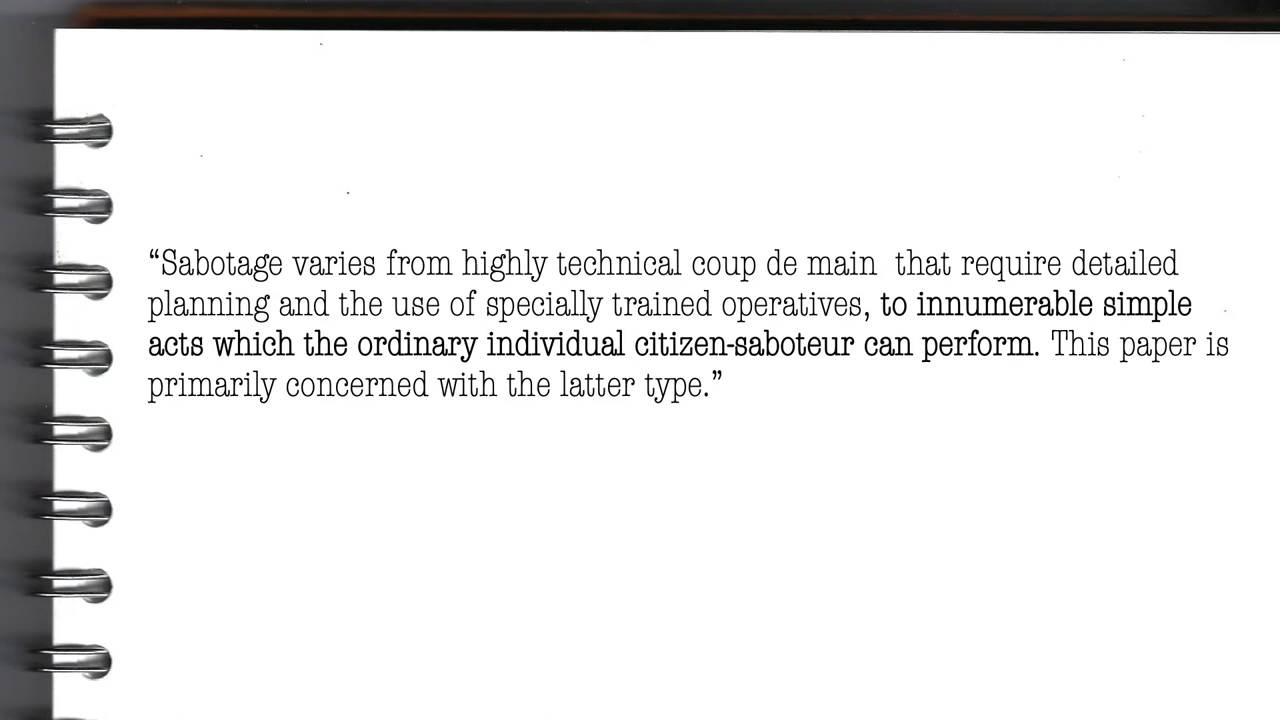 “Sabotage varies from highly technical coup de main  that require detailed
planning and the use of specially trained operatives, to innumerable simple
acts which the ordinary individual citizen-saboteur can perform. This paper is
primarily concerned with the latter type.”